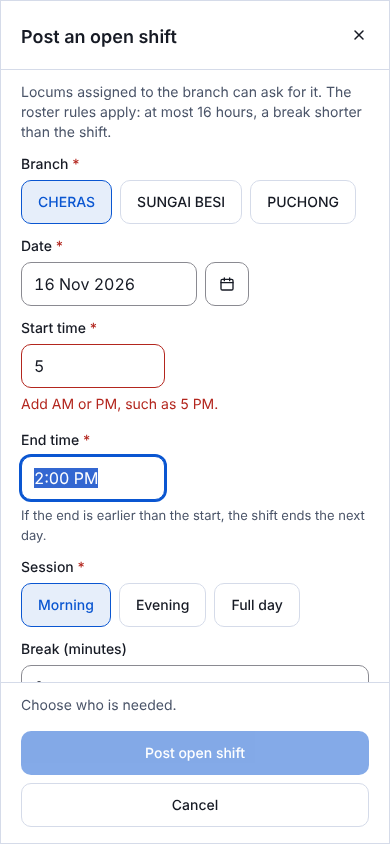 Post an open shift
Locums assigned to the branch can ask for it. The
roster rules apply: at most 16 hours, a break shorter
than the shift.
Branch *
CHERAS SUNGAI BESI PUCHONG
Date *
16 Nov 2026
Start time *
5
Add AM or PM, such as 5 PM.
End time *
2:00 PM
If the end is earlier than the start, the shift ends the next
day.
Session *
Morning Evening Full day
Break (minutes)
Choose who is needed.
Post open shift
Cancel